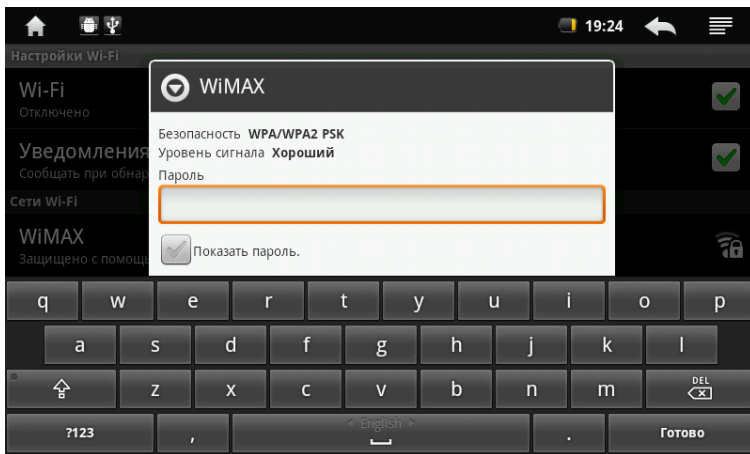 19:24
Настройки Wi-Fi
Wi-Fi
Отключено
WiMAX
Безопасность WPA/WPA2 PSK
Уведомления
Уровень сигнала Хороший
Сообщать при обнар
Пароль
Сети Wi-Fi
WiMAX
Защищено с помощь
Показать пароль.
q w e r t y u i o p
a s d f g h j k l
z x c v b n m DEL
?123 , < English > . Готово